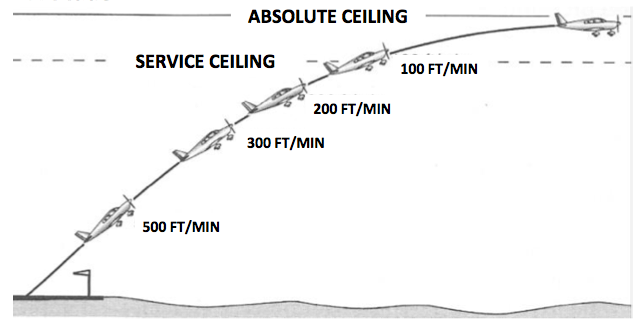 ABSOLUTE CEILING
SERVICE CEILING
100 FT/MIN
200 FT/MIN
300 FT/MIN
500 FT/MIN